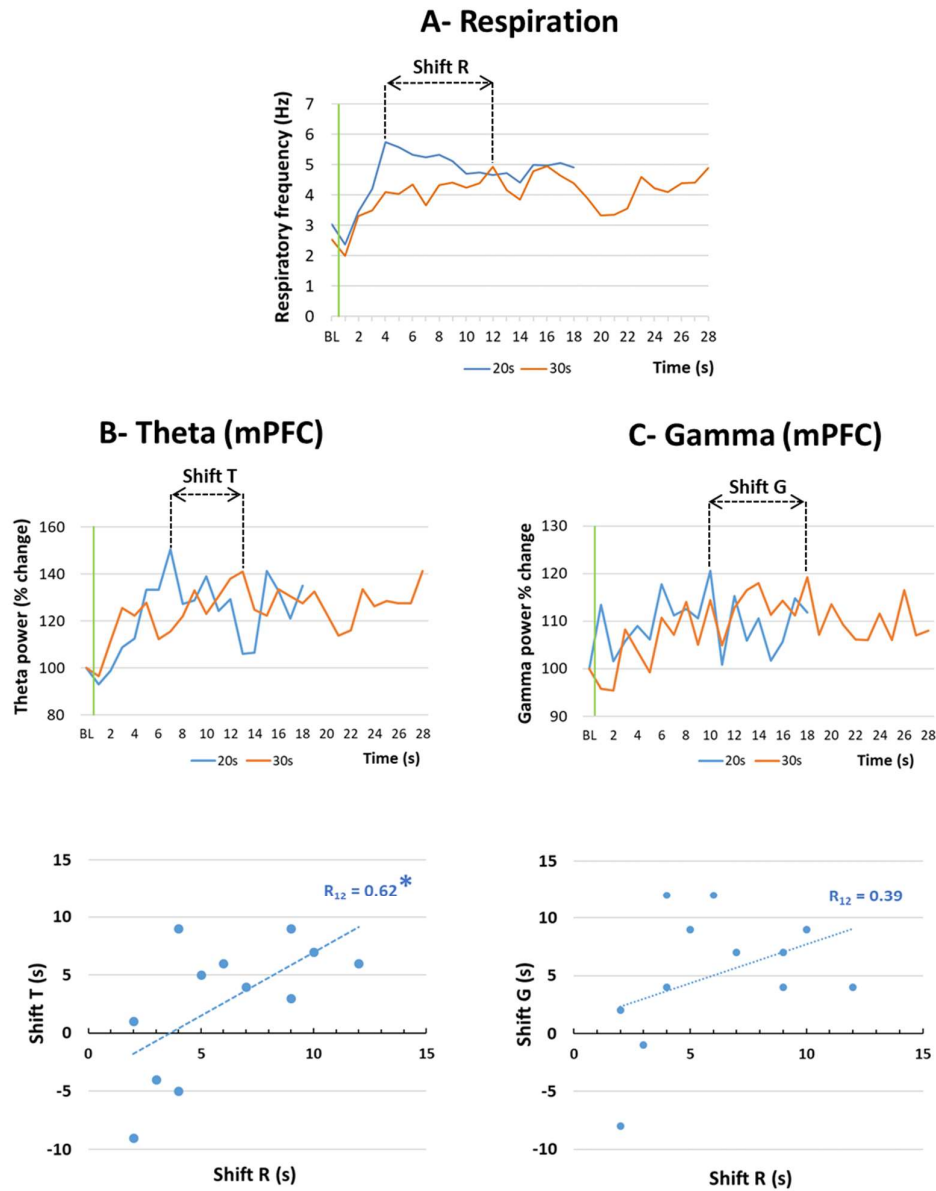 A- Respiration
Shift R
Respiratory frequency (Hz)
7
6
5
4
3
2
1
0
BL 2 4 6 8 10 12 14 16 18 20 22 24 26 28
Time (s)
20s 30s
B- Theta (mPFC)
Shift T
Theta power (% change)
160
140
120
100
80
BL 2 4 6 8 10 12 14 16 18 20 22 24 26 28
20s 30s
Time (s)
C- Gamma (mPFC)
Shift G
Gamma power % change
130
120
110
100
90
BL 2 4 6 8 10 12 14 16 18 20 22 24 26 28
20s 30s
Time (s)
15
10
5
0
-5
-10
0 5 10 15
R12 = 0.62*
Shift T (s)
Shift R (s)
15
10
5
0
-5
-10
0 5 10 15
R12 = 0.39
Shift G (s)
Shift R (s)